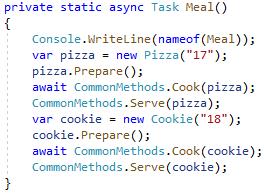 private static async Task Meal()
{
    Console.WriteLine(nameof(Meal));
    var pizza = new Pizza("17");
    pizza.Prepare();
    await CommonMethods.Cook(pizza);
    CommonMethods.Serve(pizza);
    var cookie = new Cookie("18");
    cookie.Prepare();
    await CommonMethods.Cook(cookie);
    CommonMethods.Serve(cookie);
}